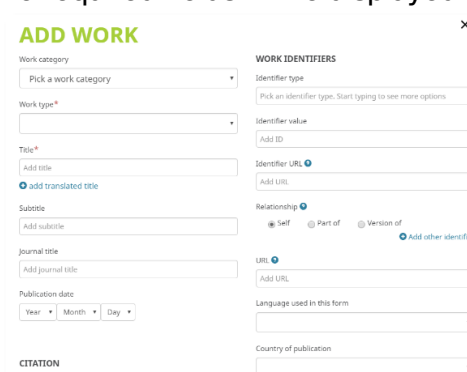 ADD WORK
Work category
Pick a work category
Work type*
Title*
Add title
add translated title
Subtitle
Add subtitle
Journal title
Add journal title
Publication date
Year Month Day
CITATION
WORK IDENTIFIERS
Identifier type
Pick an identifier type. Start typing to see more options
Identifier value
Add ID
Identifier URL
Add URL
Relationship
Self Part of Version of
Add other identif
URL
Add URL
Language used in this form
Country of publication